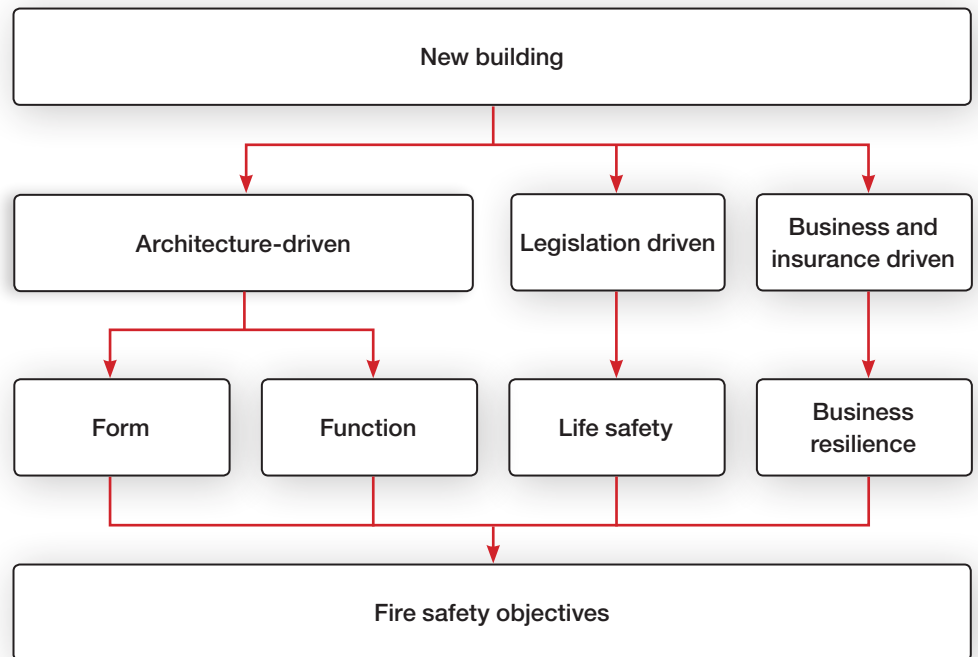 New building
Architecture-driven
Legislation driven
Business and
insurance driven
Form
Function
Life safety
Business
resilience
Fire safety objectives